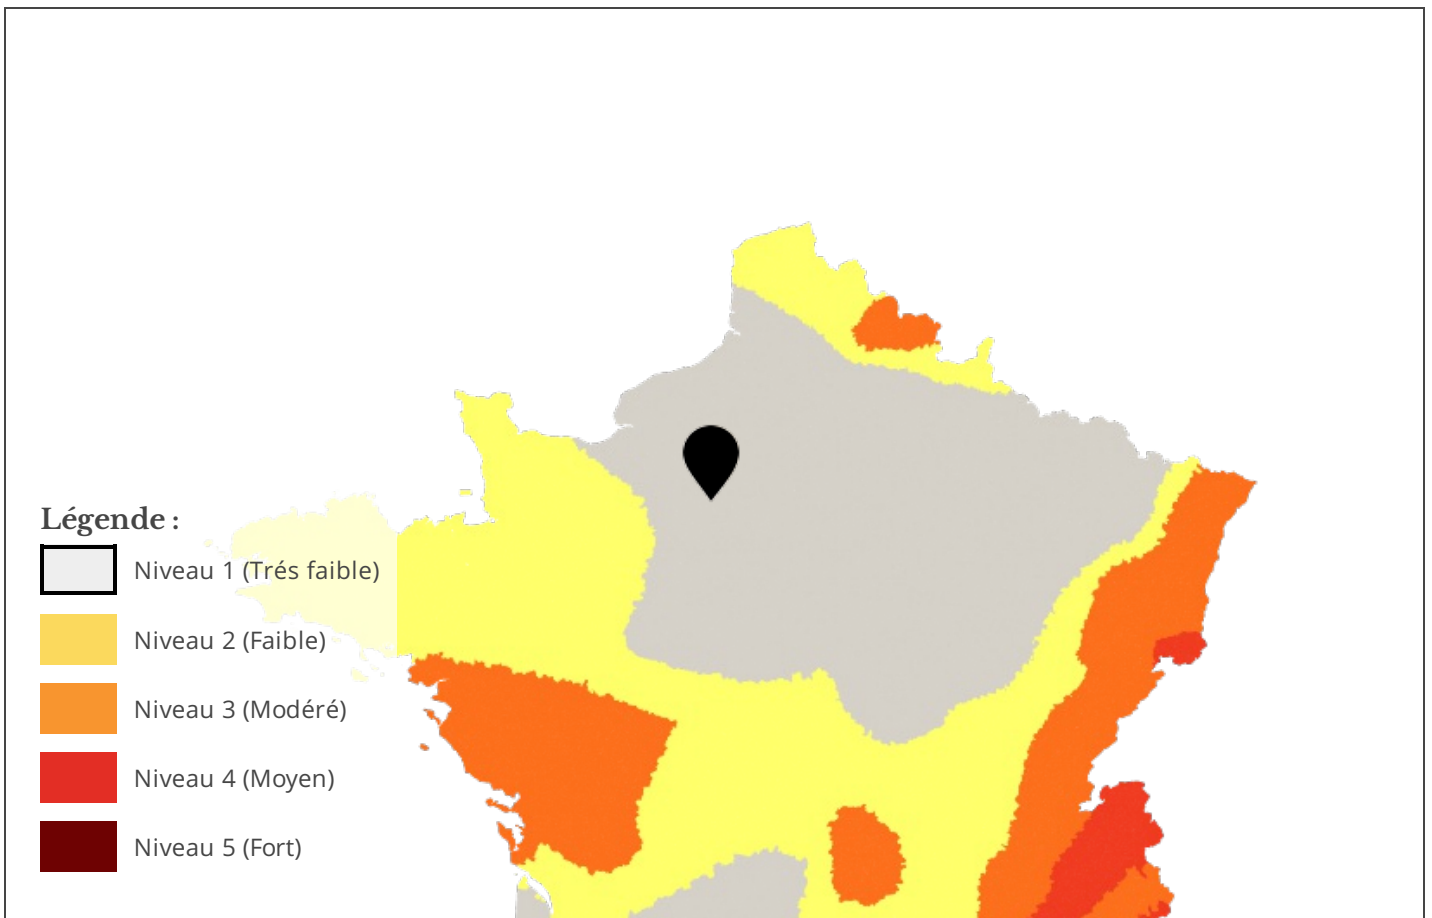 Légende :
Niveau 1 (Trés faible)
Niveau 2 (Faible)
Niveau 3 (Modéré)
Niveau 4 (Moyen)
Niveau 5 (Fort)